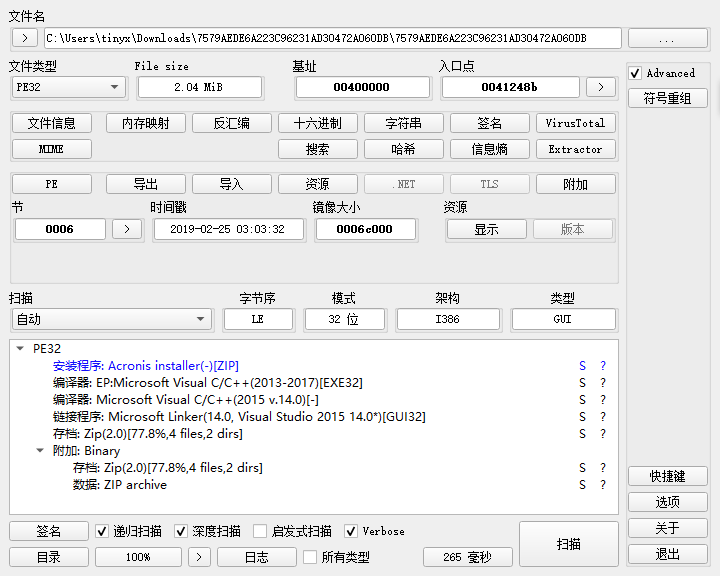 文件名
> C:\Users\tinyx\Downloads\7579AEDE6A223C96231AD30472A060DB\7579AEDE6A223C96231AD30472A060DB ...
文件类型 File size 基址 入口点
PE32 2.04 MiB 00400000 0041248b > Advanced
符号重组
文件信息 内存映射 反汇编 十六进制 字符串 签名 VirusTotal
MIME 搜索 哈希 信息熵 Extractor
PE 导出 导入 资源 .NET TLS 附加
节 时间戳 镜像大小 资源
0006 > 2019-02-25 03:03:32 0006c000 显示 版本
扫描 字节序 模式 架构 类型
自动 LE 32 位 I386 GUI
PE32
安装程序: Acronis installer(-)[ZIP] S ?
编译器: EP:Microsoft Visual C/C++(2013-2017)[EXE32] S ?
编译器: Microsoft Visual C/C++(2015 v.14.0)[-] S ?
链接程序: Microsoft Linker(14.0, Visual Studio 2015 14.0*)[GUI32] S ?
存档: Zip(2.0)[77.8%,4 files,2 dirs] S ?
附加: Binary
存档: Zip(2.0)[77.8%,4 files,2 dirs] S ?
数据: ZIP archive S ?
快捷键
选项
关于
退出
签名 递归扫描 深度扫描 启发式扫描 Verbose 扫描
目录 100% > 日志 所有类型 265 毫秒